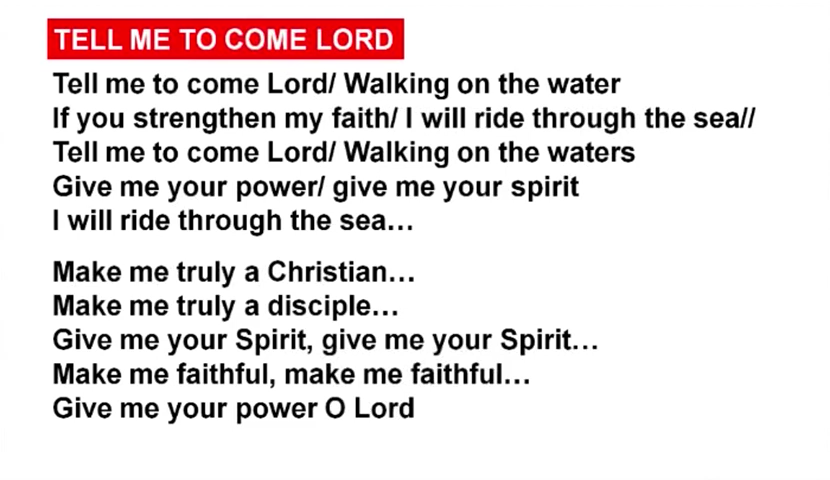 TELL ME TO COME LORD
Tell me to come Lord/ Walking on the water
If you strengthen my faith/ I will ride through the sea//
Tell me to come Lord/ Walking on the waters
Give me your power/ give me your spirit
I will ride through the sea…
Make me truly a Christian…
Make me truly a disciple…
Give me your Spirit, give me your Spirit…
Make me faithful, make me faithful…
Give me your power O Lord